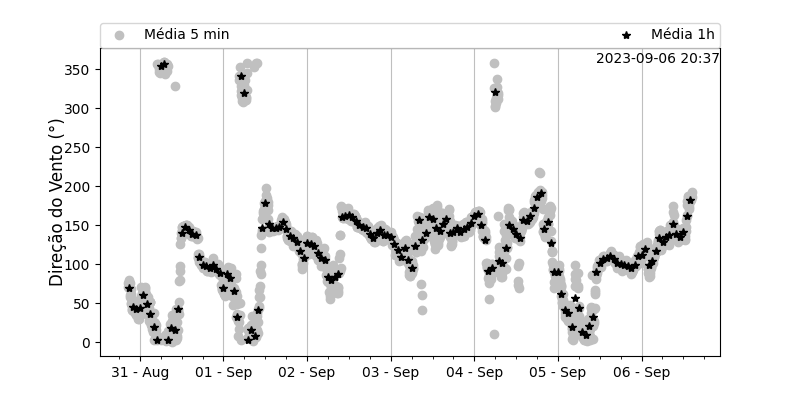 Média 5 min
Média 1h
2023-09-06 20:37
Direção do Vento (°)
350
300
250
200
150
100
50
0
31 - Aug
01 - Sep
02 - Sep
03 - Sep
04 - Sep
05 - Sep
06 - Sep